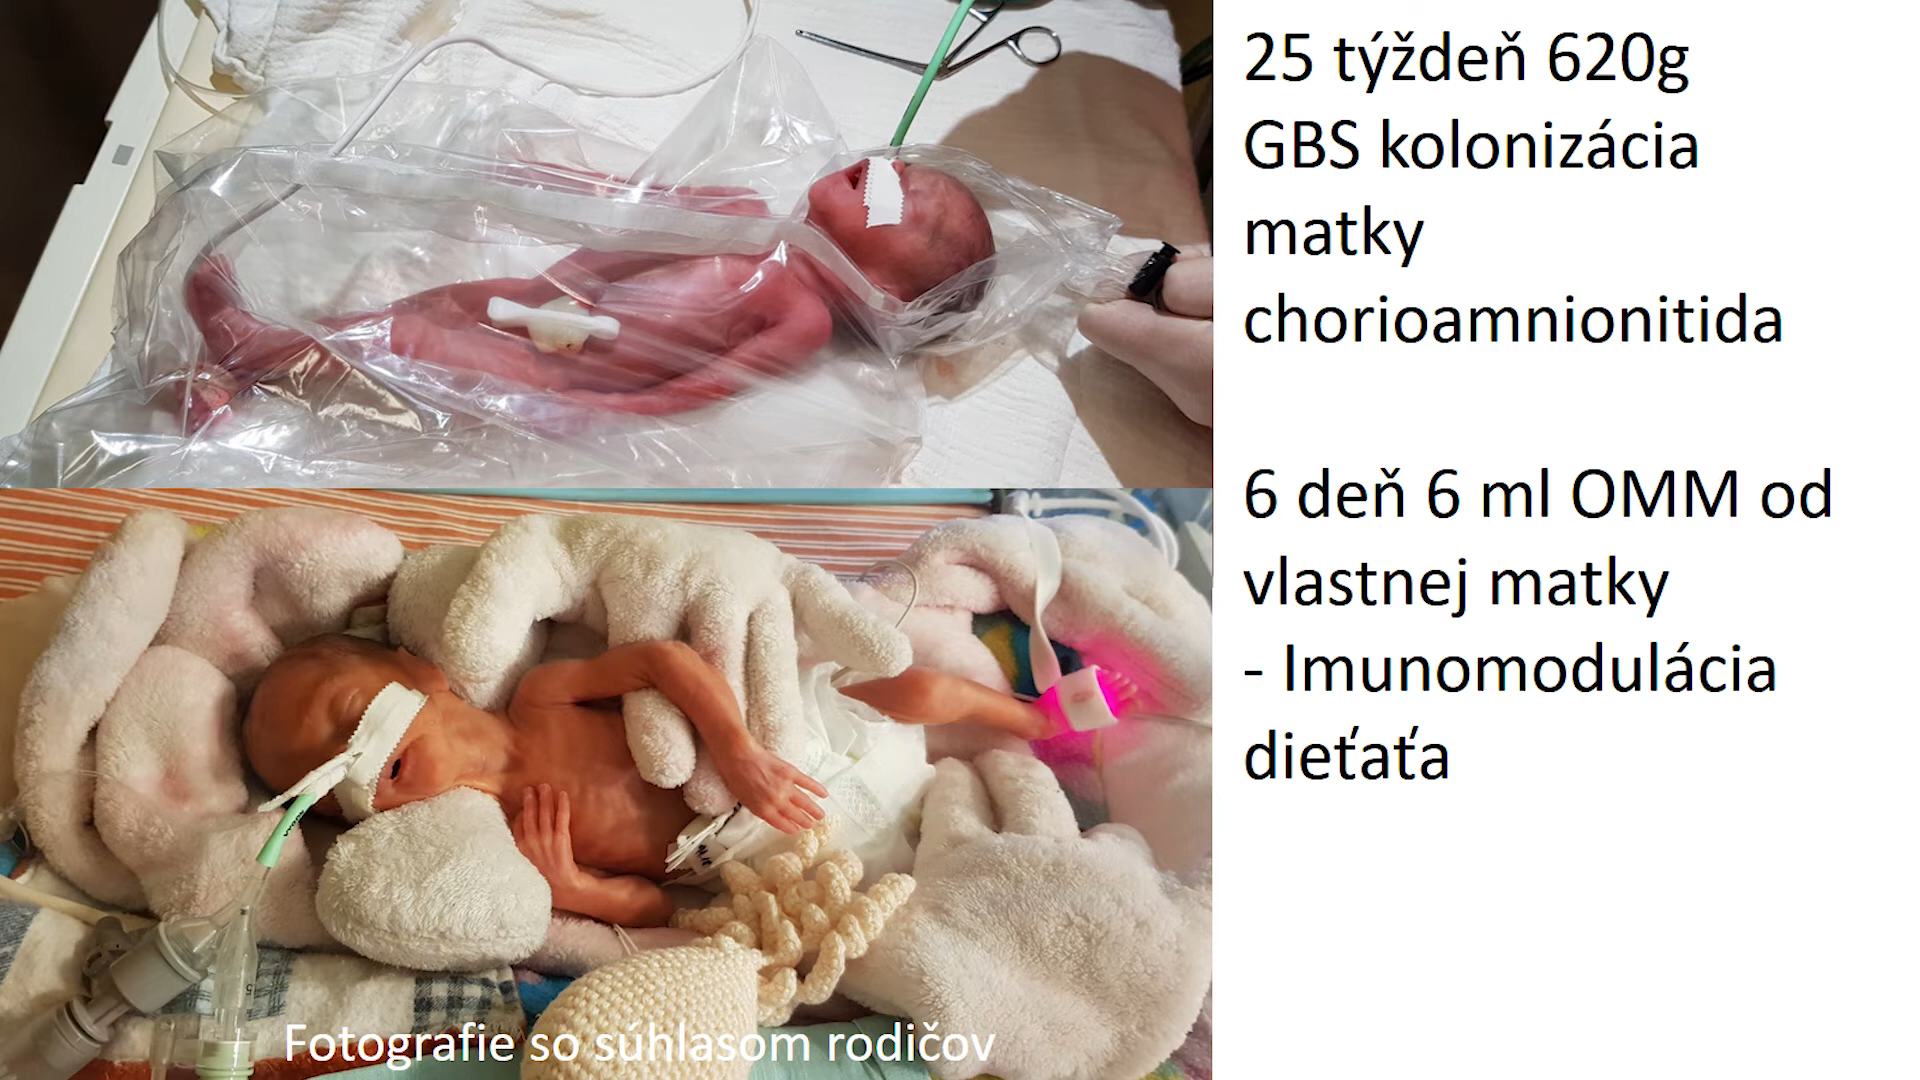 25 týždeň 620g
GBS kolonizácia
matky
chorioamnionitida
6 deň 6 ml OMM od
vlastnej matky
- Imunomodulácia
dieťaťa
Fotografie so súhlasom rodičov